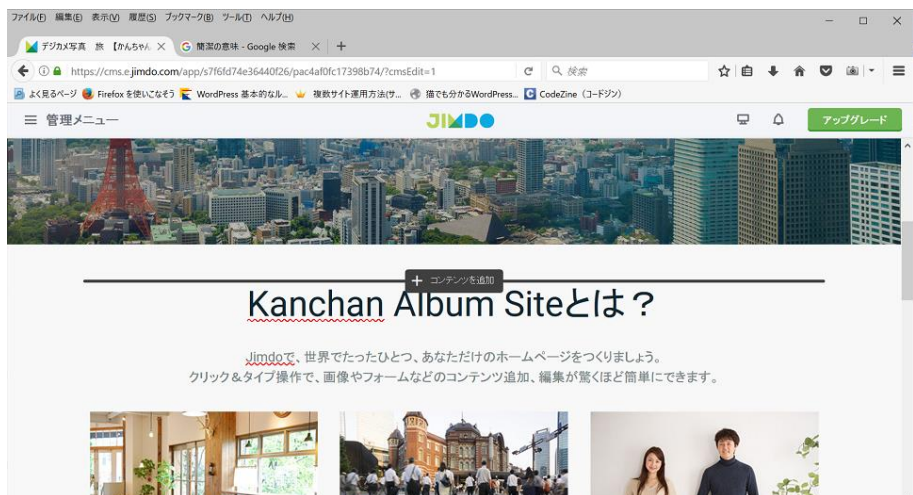 ファイル(F) 編集(E) 表示(V) 履歴(S) ブックマーク(B) ツール(T) ヘルプ(H)
デジカメ写真 旅 【かんちゃん
簡潔の意味 - Google 検索
https://cms.e.jimdo.com/app/s7f6fd74e36440f26/pac4af0fc17398b74/?cmsEdit=1
検索
よく見るページ Firefox を使いこなそう WordPress 基本的なル... 複数サイト運用方法(サ... 猫でも分かるWordPress... CodeZine（コードジン）
管理メニュー JIMDO アップグレード
コンテンツを追加
Kanchan Album Siteとは？
Jimdoで、世界でたったひとつ、あなただけのホームページをつくりましょう。
クリック＆タイプ操作で、画像やフォームなどのコンテンツ追加、編集が驚くほど簡単にできます。